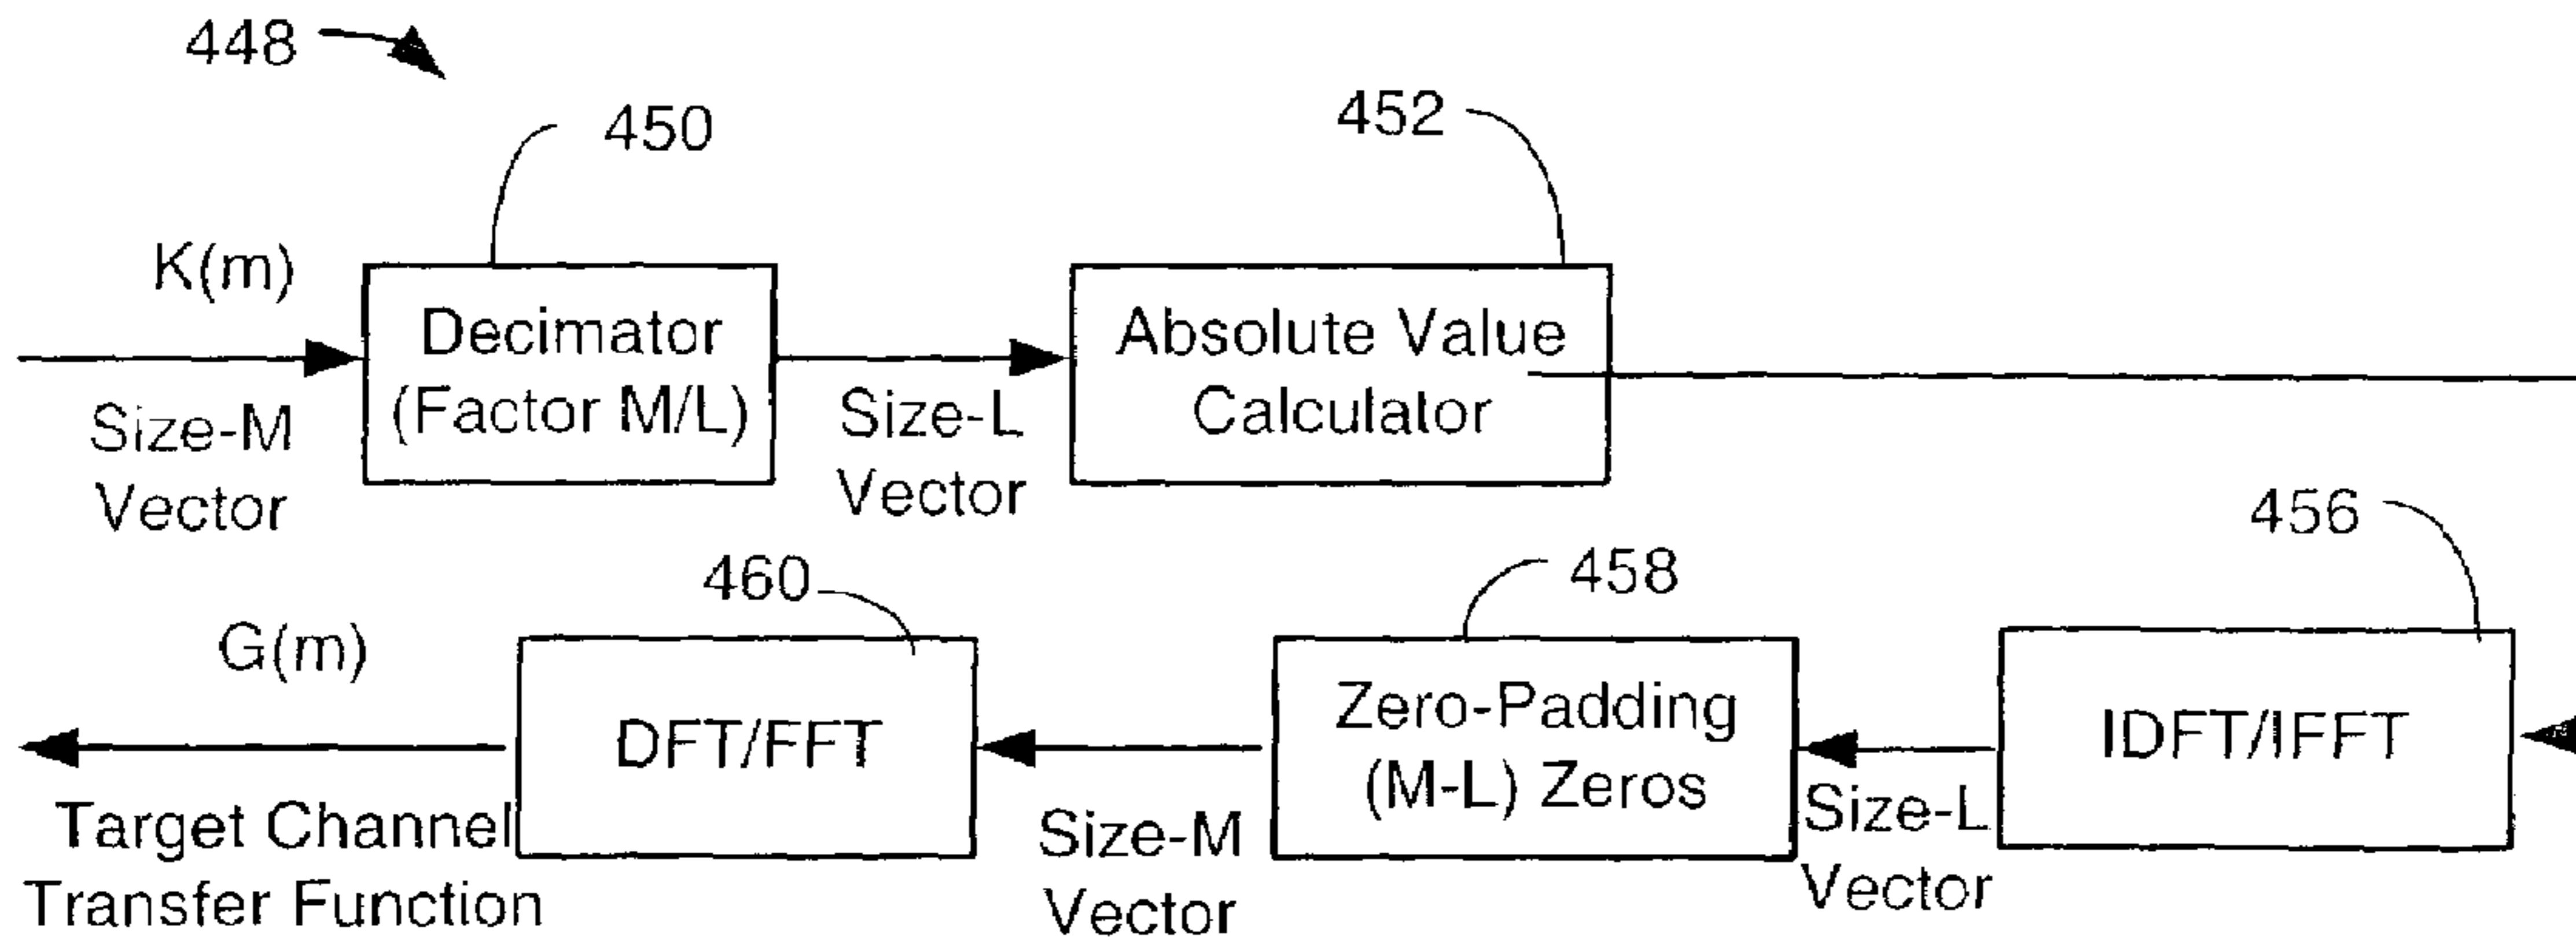 448
450
452
K(m)
Decimator
(Factor M/L)
Absolute Value
Calculator
Size-M
Vector
Size-L
Vector
456
460
458
G(m)
DFT/FFT
Zero-Padding
(M-L) Zeros
IDFT/IFFT
Target Channel
Transfer Function
Size-M
Vector
Size-L
Vector